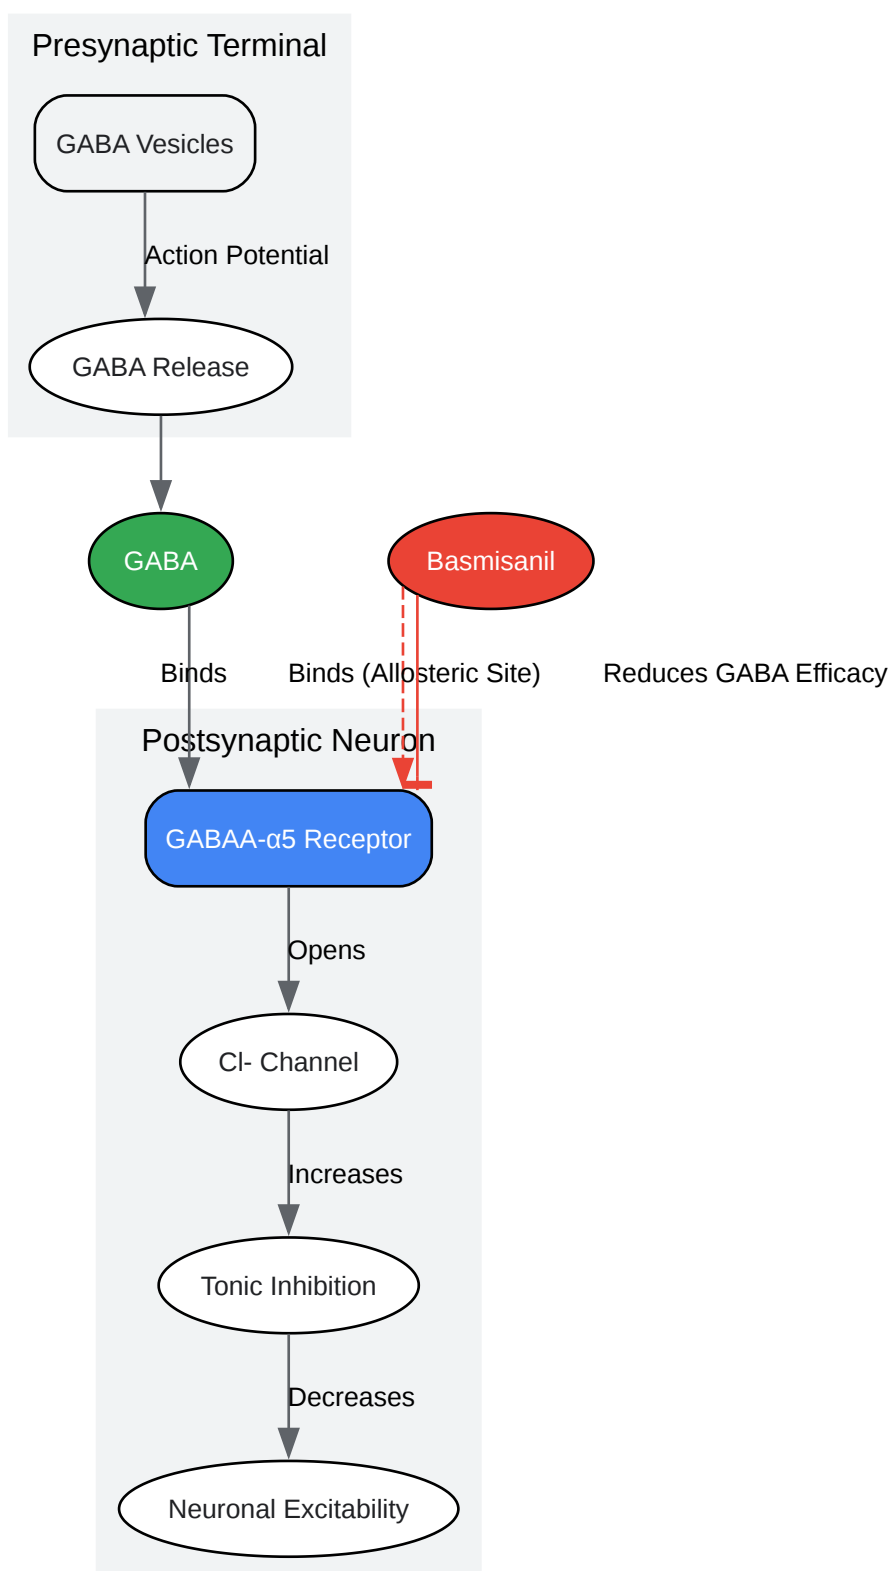 Presynaptic Terminal
GABA Vesicles
Action Potential
GABA Release
GABA
Basmisanil
Binds
Binds (Allosteric Site)
Reduces GABA Efficacy
Postsynaptic Neuron
GABAA-α5 Receptor
Opens
Cl- Channel
Increases
Tonic Inhibition
Decreases
Neuronal Excitability